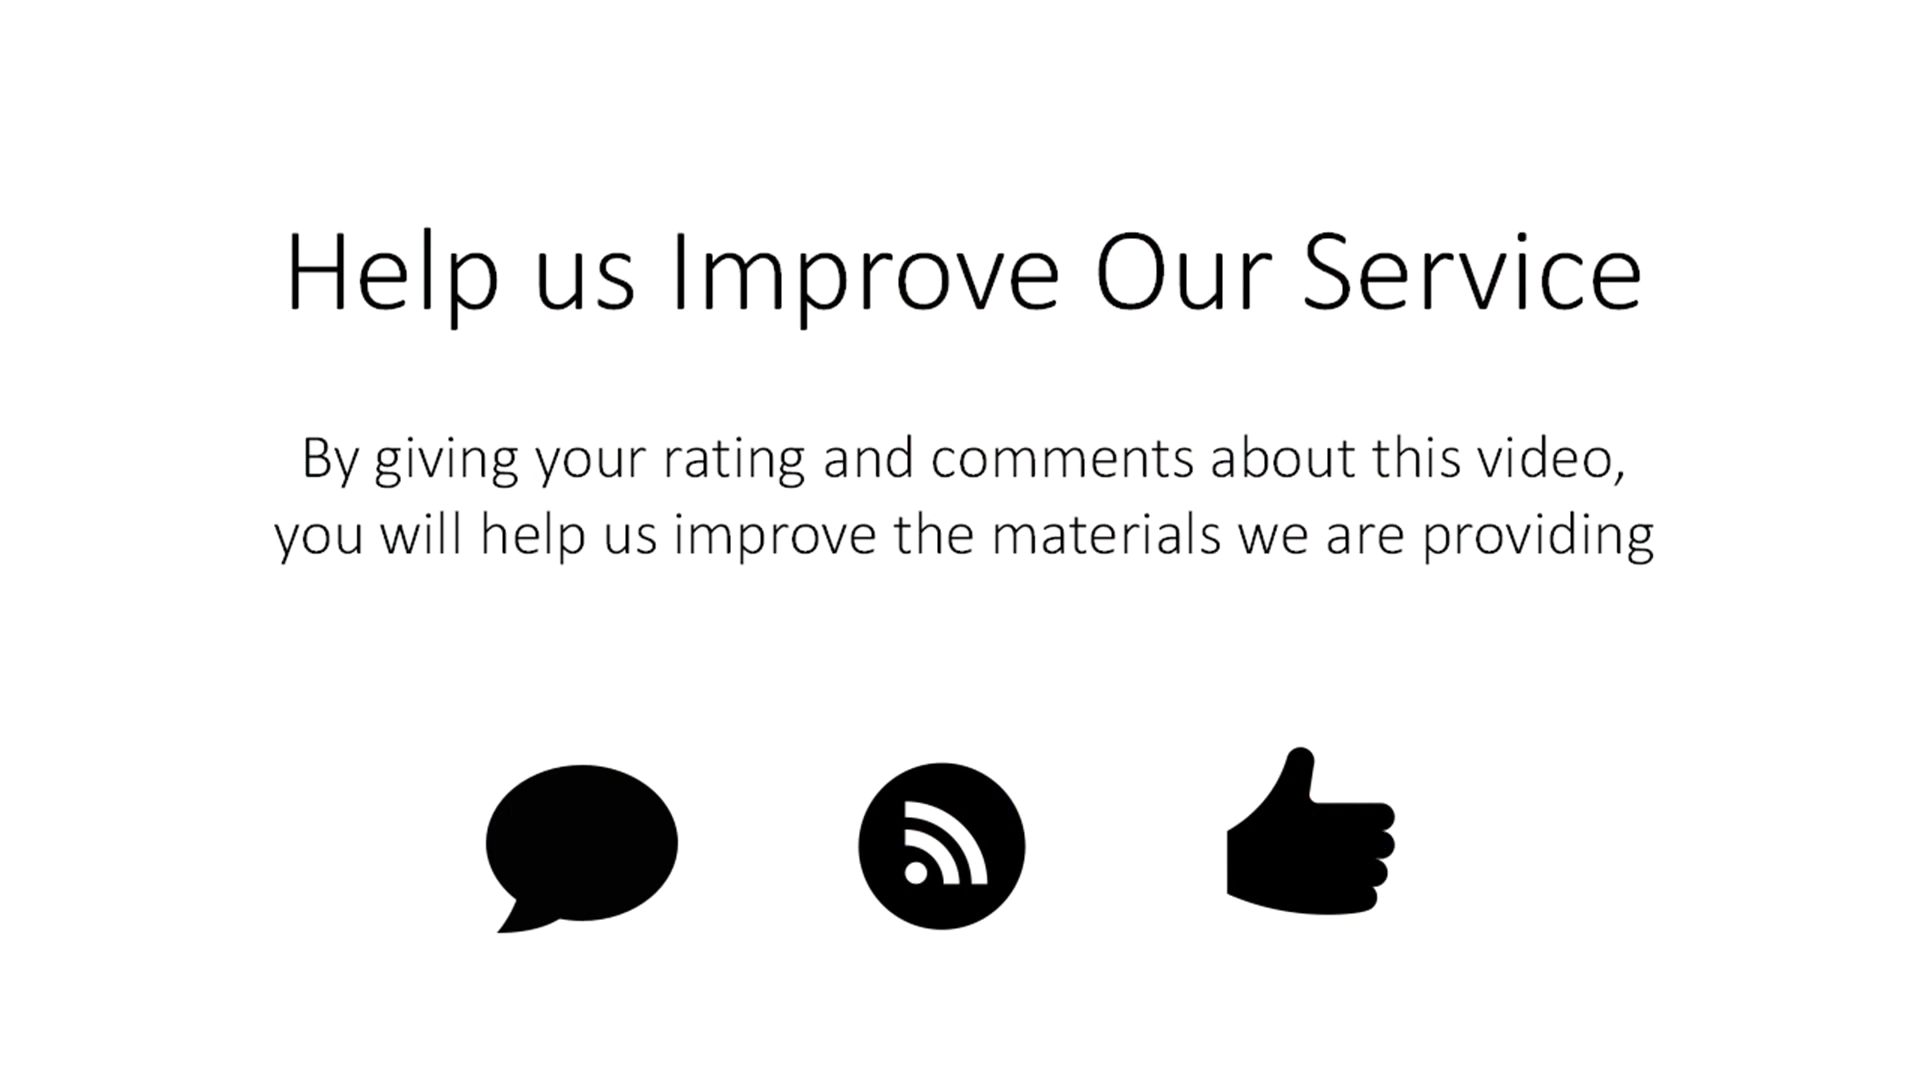 Help us Improve Our Service
By giving your rating and comments about this video,
you will help us improve the materials we are providing